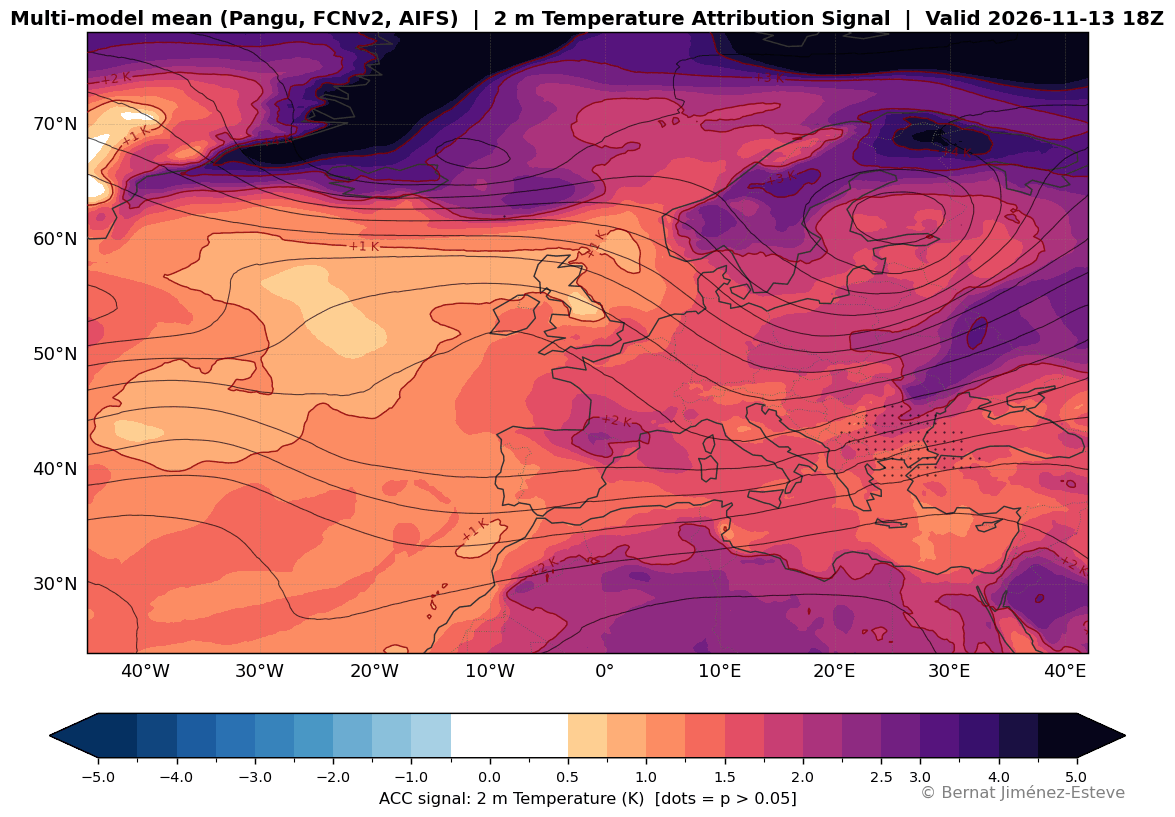 Multi-model mean (Pangu, FCNv2, AIFS) | 2 m Temperature Attribution Signal | Valid 2026-11-13 18Z
+2 K
+3 K
+1 K
70°N
+3 K
60°N
+1 K
+1 K
50°N
+2 K
40°N
+1 K
+2 K
+2 K
30°N
40°W 30°W 20°W 10°W 0° 10°E 20°E 30°E 40°E
−5.0 −4.0 −3.0 −2.0 −1.0 0.0 0.5 1.0 1.5 2.0 2.5 3.0 4.0 5.0
ACC signal: 2 m Temperature (K) [dots = p > 0.05]
© Bernat Jiménez-Esteve